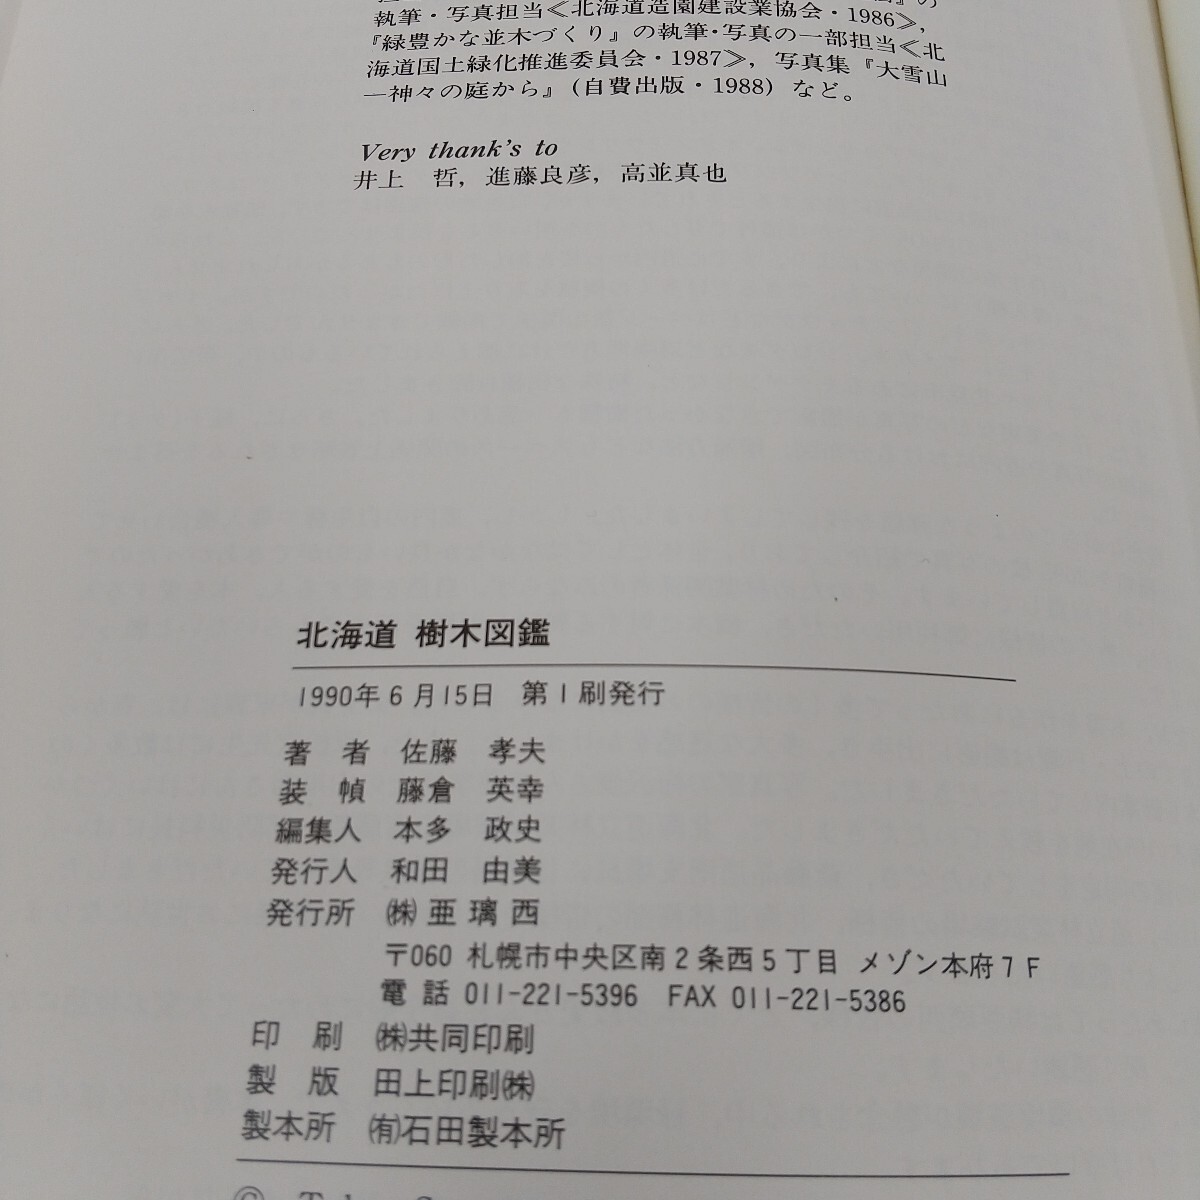 執筆・写真担当≪北海道造園建設業協会・1986≫,
『緑豊かな並木づくり』の執筆・写真の一部担当≪北
海道国土緑化推進委員会・1987≫, 写真集『大雪山
―神々の庭から』(自費出版・1988) など。
Very thank's to
井上 哲, 進藤良彦, 高並真也
北海道 樹木図鑑
1990年6月15日 第1刷発行
著 者 佐藤 孝夫
装 幀 藤倉 英幸
編集人 本多 政史
発行人 和田 由美
発行所 ㈱亜璃西
〒060 札幌市中央区南2条西5丁目 メゾン本府7F
電話 011-221-5396 FAX 011-221-5386
印 刷 ㈱共同印刷
製 版 田上印刷㈱
製本所 ㈲石田製本所